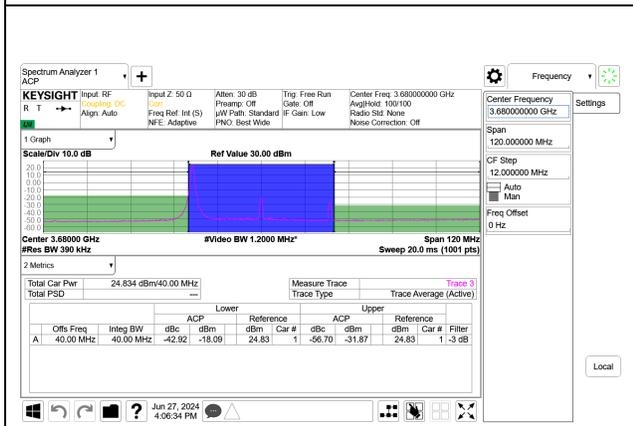 Spectrum Analyzer 1
ACP
Frequency
KEYSIGHT
R T
Input: RF
Coupling: DC
Align: Auto
Input Z: 50 Ω
Corr
Freq Ref: Int (S)
NFE: Adaptive
Atten: 30 dB
Preamp: Off
µW Path: Standard
PNO: Best Wide
Trig: Free Run
Gate: Off
IF Gain: Low
Center Freq: 3.680000000 GHz
Avg|Hold: 100/100
Radio Std: None
Noise Correction: Off
Center Frequency
3.680000000 GHz
Settings
Span
120.000000 MHz
CF Step
12.000000 MHz
Auto
Man
Freq Offset
0 Hz
Local
1 Graph
Scale/Div 10.0 dB
Ref Value 30.00 dBm
20.0
10.0
0.00
-10.0
-20.0
-30.0
-40.0
-50.0
-60.0
Center 3.68000 GHz
#Video BW 1.2000 MHz*
Span 120 MHz
#Res BW 390 kHz
Sweep 20.0 ms (1001 pts)
2 Metrics
Total Car Pwr 24.834 dBm/40.00 MHz
Measure Trace Trace 3
Total PSD ---
Trace Type Trace Average (Active)
Lower Upper
ACP Reference ACP Reference
Offs Freq Integ BW dBc dBm dBm Car # dBc dBm dBm Car # Filter
A 40.00 MHz 40.00 MHz -42.92 -18.09 24.83 1 -56.70 -31.87 24.83 1 -3 dB
?
Jun 27, 2024
4:06:34 PM